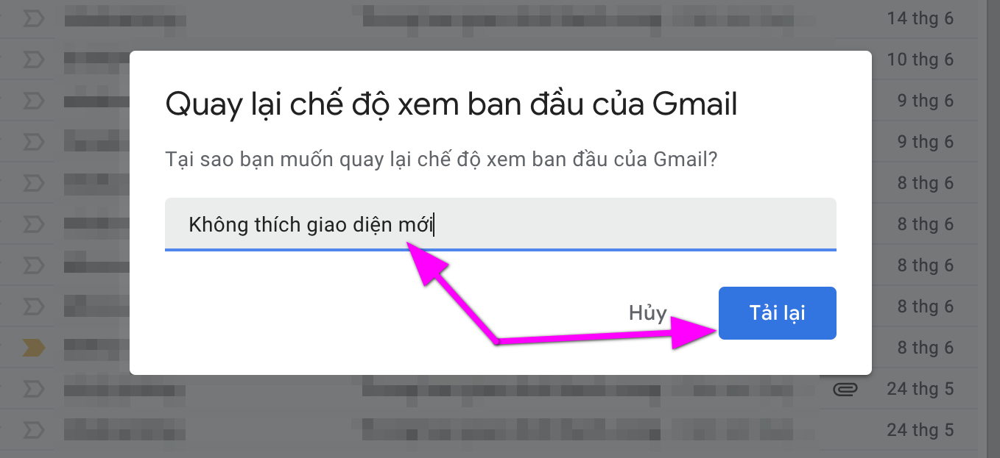 14 thg 6
10 thg 6
Quay lại chế độ xem ban đầu của Gmail
9 thg 6
9 thg 6
Tại sao bạn muốn quay lại chế độ xem ban đầu của Gmail?
8 thg 6
Không thích giao diện mới
8 thg 6
8 thg 6
Hủy
Tải lại
8 thg 6
8 thg 6
24 thg 5
24 thg 5